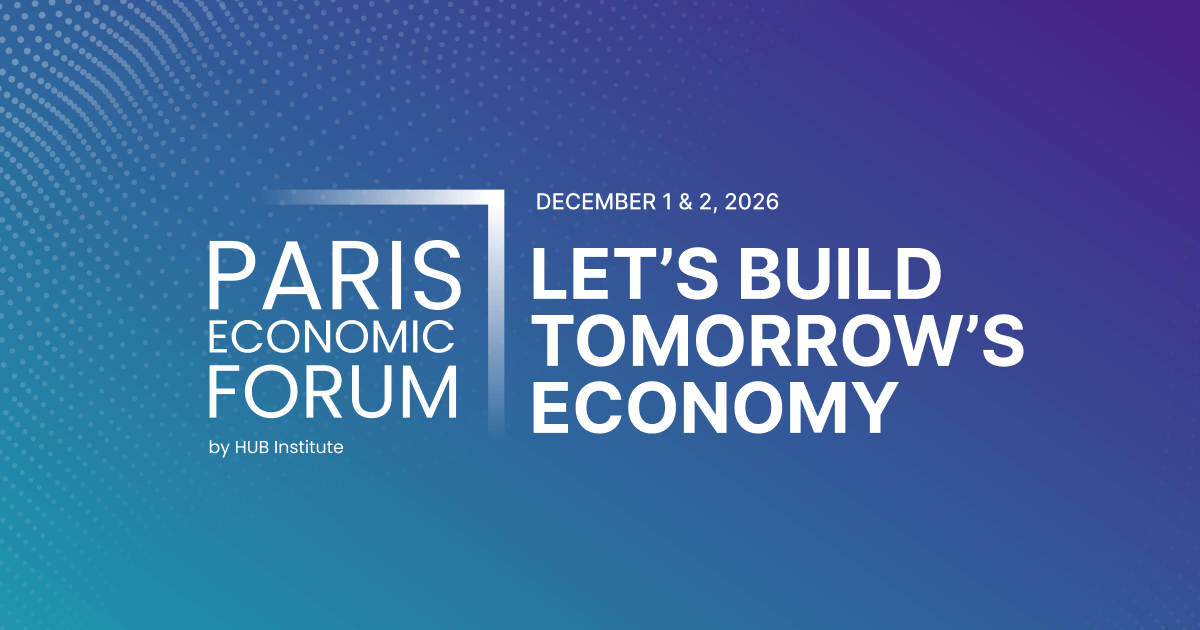 PARIS
ECONOMIC
FORUM
by HUB Institute
DECEMBER 1 & 2, 2026
LET’S BUILD
TOMORROW’S
ECONOMY